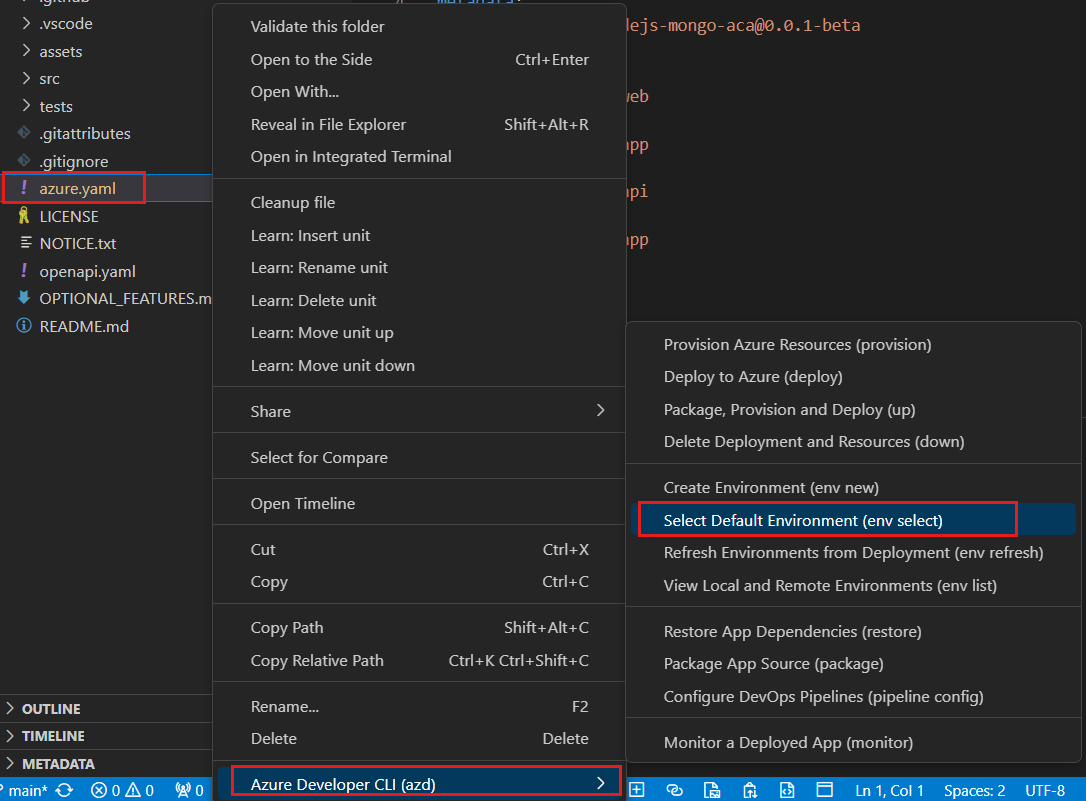 .github
.vscode
assets
src
tests
.gitattributes
.gitignore
! azure.yaml
LICENSE
NOTICE.txt
! openapi.yaml
OPTIONAL_FEATURES.m
README.md
OUTLINE
TIMELINE
METADATA
Validate this folder
Open to the Side Ctrl+Enter
Open With...
Reveal in File Explorer Shift+Alt+R
Open in Integrated Terminal
Cleanup file
Learn: Insert unit
Learn: Rename unit
Learn: Delete unit
Learn: Move unit up
Learn: Move unit down
Share
Select for Compare
Open Timeline
Cut Ctrl+X
Copy Ctrl+C
Copy Path Shift+Alt+C
Copy Relative Path Ctrl+K Ctrl+Shift+C
Rename... F2
Delete Delete
Azure Developer CLI (azd)
metadata:
dejs-mongo-aca@0.0.1-beta
web
app
api
app
Provision Azure Resources (provision)
Deploy to Azure (deploy)
Package, Provision and Deploy (up)
Delete Deployment and Resources (down)
Create Environment (env new)
Select Default Environment (env select)
Refresh Environments from Deployment (env refresh)
View Local and Remote Environments (env list)
Restore App Dependencies (restore)
Package App Source (package)
Configure DevOps Pipelines (pipeline config)
Monitor a Deployed App (monitor)
main* 0 0 0 Ln 1, Col 1 Spaces: 2 UTF-8